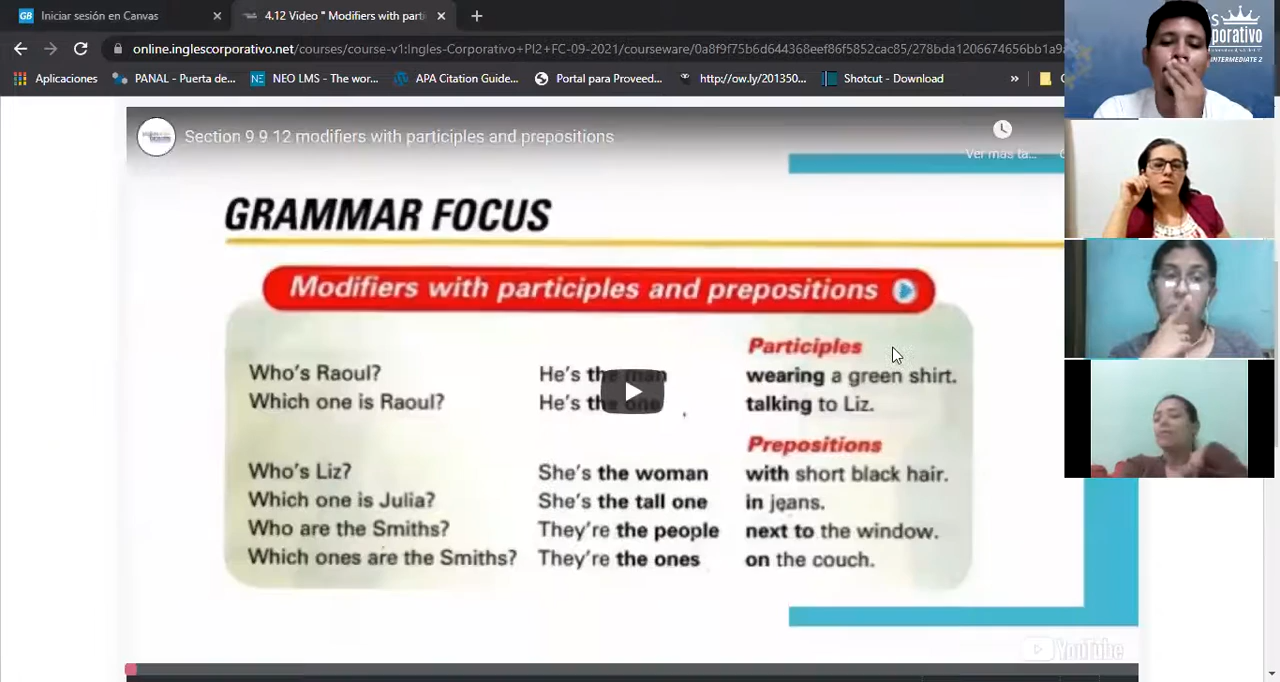 GB Iniciar sesión en Canvas
4.12 Video " Modifiers with parti
online.inglescorporativo.net/courses/course-v1:Ingles-Corporativo+PI2+FC-09-2021/courseware/0a8f9f75b6d644368eef86f5852cac85/278bda1206674656bb1a9
Aplicaciones PANAL - Puerta de... NEO LMS - The wor... APA Citation Guide... Portal para Proveed... http://ow.ly/201350... Shotcut - Download »
INTERMEDIATE 2
Section 9 9 12 modifiers with participles and prepositions
Ver más ta...
GRAMMAR FOCUS
Modifiers with participles and prepositions
Participles
Who's Raoul? He's the man wearing a green shirt.
Which one is Raoul? He's the one talking to Liz.
Prepositions
Who's Liz? She's the woman with short black hair.
Which one is Julia? She's the tall one in jeans.
Who are the Smiths? They're the people next to the window.
Which ones are the Smiths? They're the ones on the couch.
YouTube